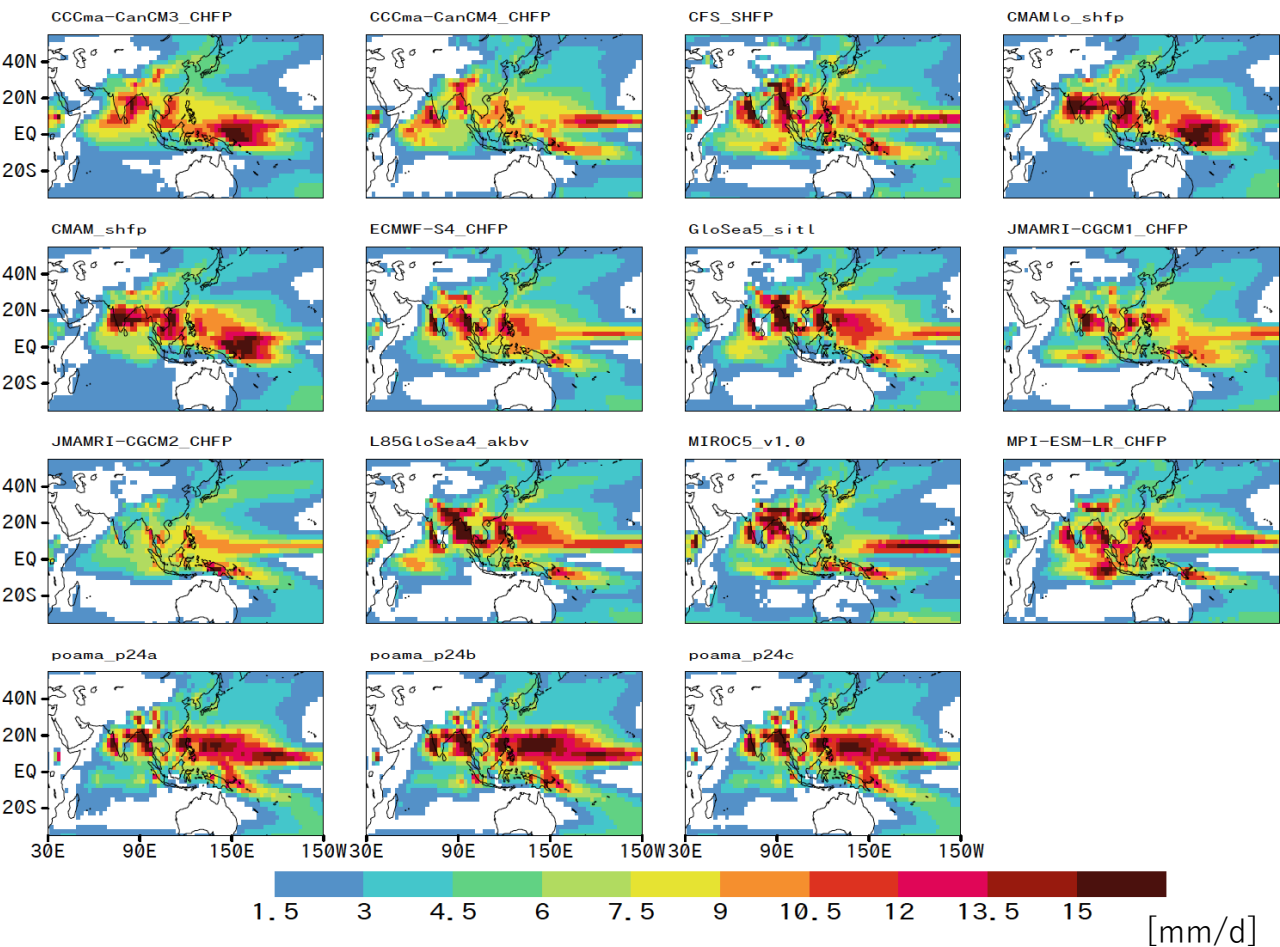 CCCma-CanCM3_CHFP CCCma-CanCM4_CHFP CFS_SHFP CMAMlo_shfp
40N
20N
EQ
20S
CMAM_shfp ECMWF-S4_CHFP GloSea5_sitl JMAMRI-CGCM1_CHFP
40N
20N
EQ
20S
JMAMRI-CGCM2_CHFP L85GloSea4_akbv MIROC5_v1.0 MPI-ESM-LR_CHFP
40N
20N
EQ
20S
poama_p24a poama_p24b poama_p24c
40N
20N
EQ
20S
30E 90E 150E 150W 30E 90E 150E 150W 30E 90E 150E 150W
1.5 3 4.5 6 7.5 9 10.5 12 13.5 15
[mm/d]